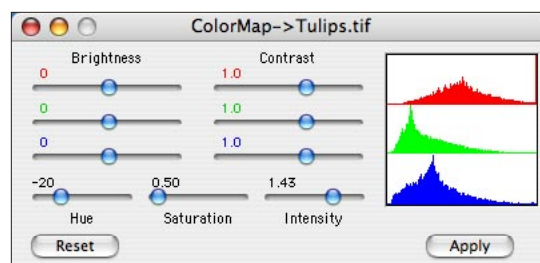 ColorMap->Tulips.tif
Brightness Contrast
0 1.0
0 1.0
0 1.0
-20 0.50 1.43
Hue Saturation Intensity
Reset Apply